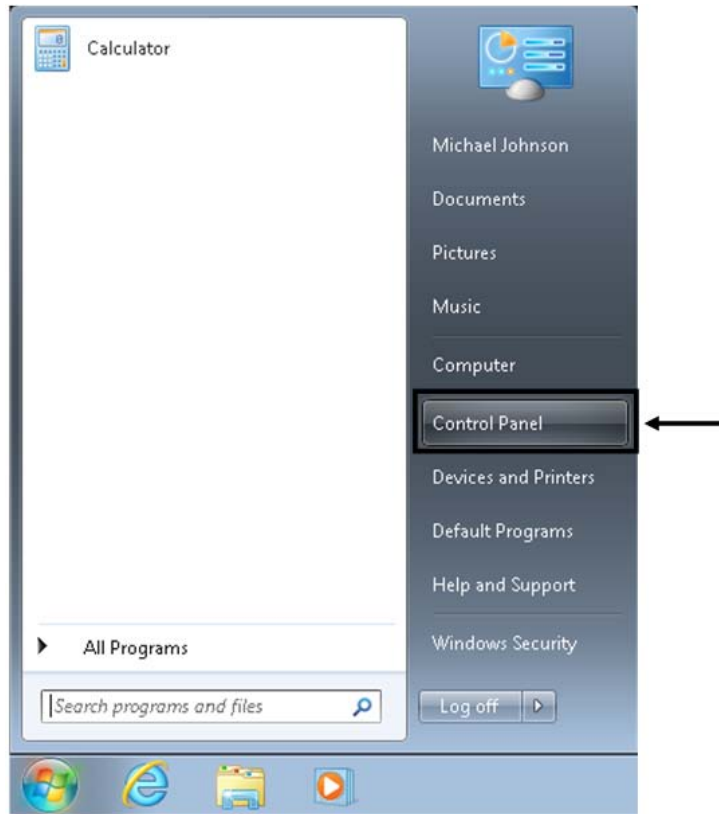 Calculator
Michael Johnson
Documents
Pictures
Music
Computer
Control Panel
Devices and Printers
Default Programs
Help and Support
Windows Security
All Programs
Search programs and files
Log off